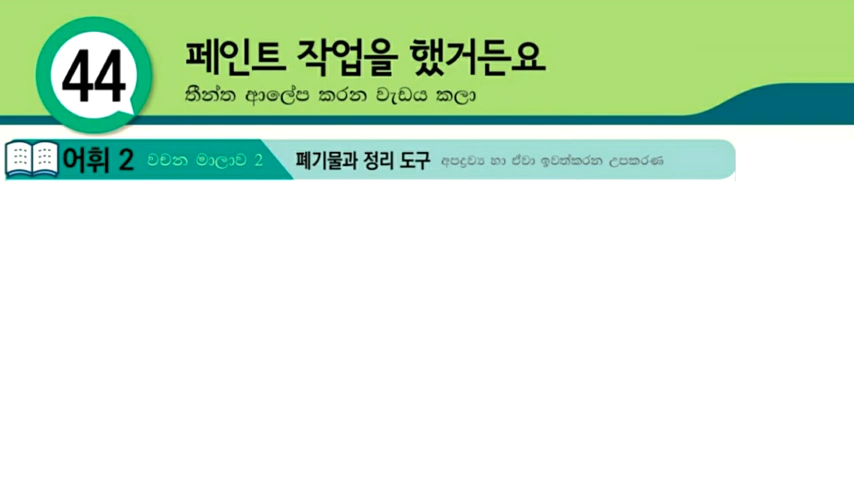 44
페인트 작업을 했거든요
තීන්ත ආලේප කරන වැඩය කලා
어휘 2 වචන මාලාව 2 폐기물과 정리 도구 අපද්‍රව්‍ය හා ඒවා ඉවත්කරන උපකරණ